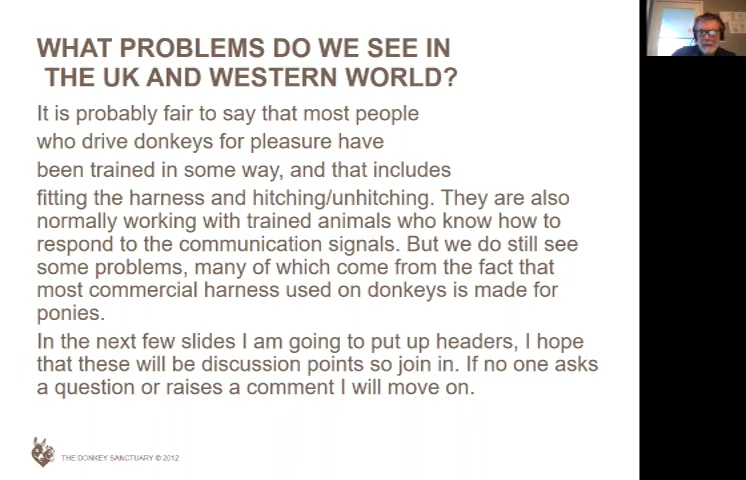 WHAT PROBLEMS DO WE SEE IN
THE UK AND WESTERN WORLD?
It is probably fair to say that most people
who drive donkeys for pleasure have
been trained in some way, and that includes
fitting the harness and hitching/unhitching. They are also
normally working with trained animals who know how to
respond to the communication signals. But we do still see
some problems, many of which come from the fact that
most commercial harness used on donkeys is made for
ponies.
In the next few slides I am going to put up headers, I hope
that these will be discussion points so join in. If no one asks
a question or raises a comment I will move on.
THE DONKEY SANCTUARY © 2012